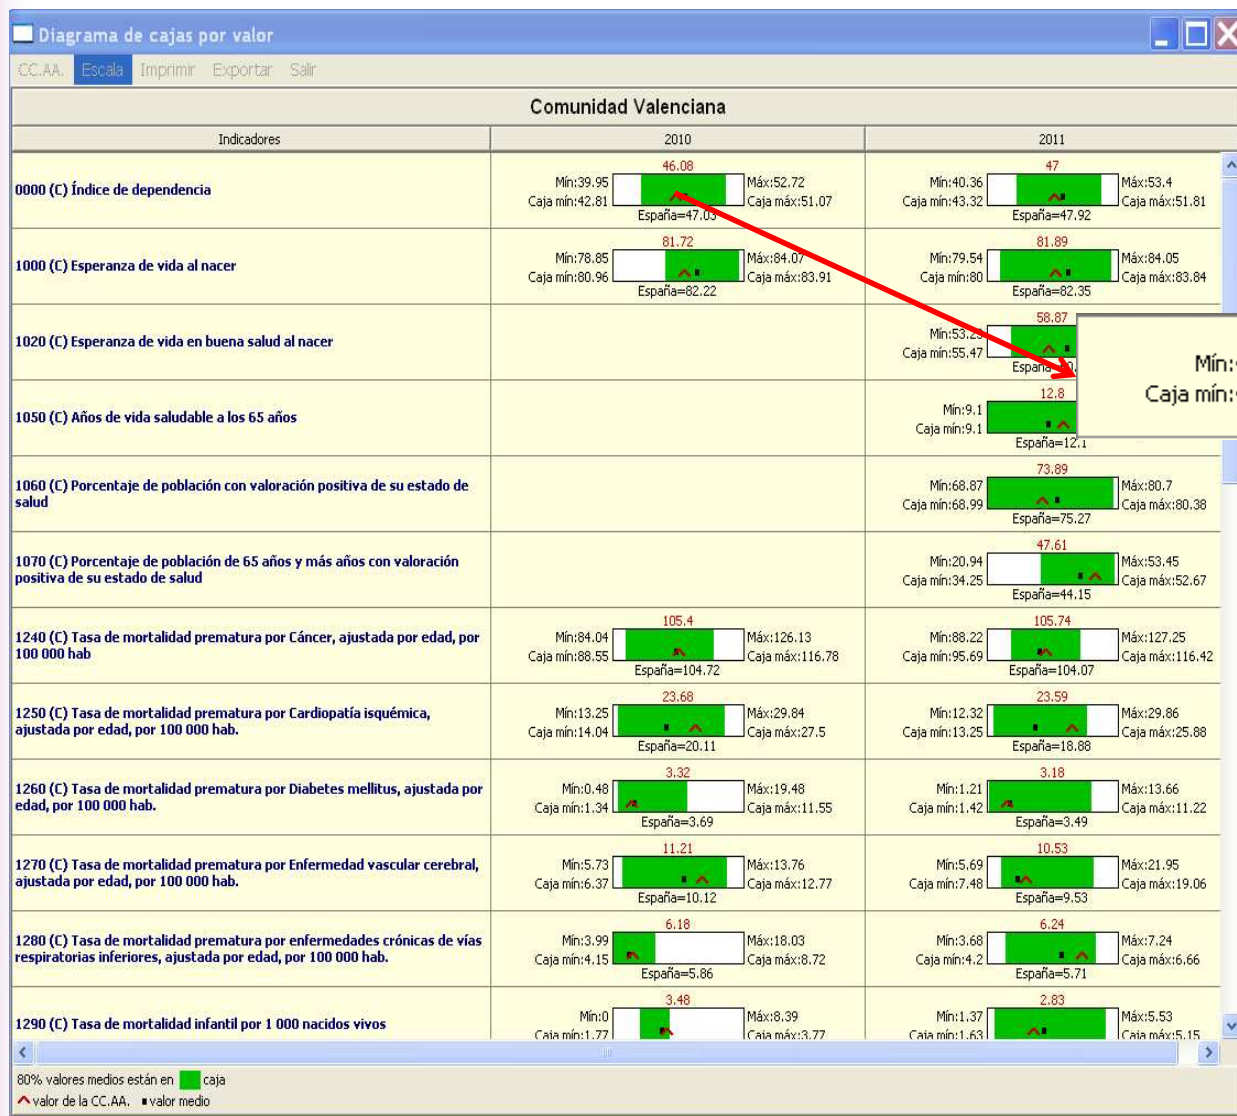 Diagrama de cajas por valor
CC.AA. Escala Imprimir Exportar Salir
Comunidad Valenciana
Indicadores 2010 2011
0000 (C) Índice de dependencia
46.08
Mín:39.95 Máx:52.72
Caja mín:42.81 Caja máx:51.07
España=47.03
47
Mín:40.36 Máx:53.4
Caja mín:43.32 Caja máx:51.81
España=47.92
1000 (C) Esperanza de vida al nacer
81.72
Mín:78.85 Máx:84.07
Caja mín:80.96 Caja máx:83.91
España=82.22
81.89
Mín:79.54 Máx:84.05
Caja mín:80 Caja máx:83.84
España=82.35
1020 (C) Esperanza de vida en buena salud al nacer
58.87
Mín:53.23
Caja mín:55.47
Mín:
Caja mín:
1050 (C) Años de vida saludable a los 65 años
12.8
Mín:9.1
Caja mín:9.1
España=12.1
1060 (C) Porcentaje de población con valoración positiva de su estado de
salud
73.89
Mín:68.87 Máx:80.7
Caja mín:68.99 Caja máx:80.38
España=75.27
1070 (C) Porcentaje de población de 65 años y más años con valoración
positiva de su estado de salud
47.61
Mín:20.94 Máx:53.45
Caja mín:34.25 Caja máx:52.67
España=44.15
1240 (C) Tasa de mortalidad prematura por Cáncer, ajustada por edad, por
100 000 hab
105.4
Mín:84.04 Máx:126.13
Caja mín:88.55 Caja máx:116.78
España=104.72
105.74
Mín:88.22 Máx:127.25
Caja mín:95.69 Caja máx:116.42
España=104.07
1250 (C) Tasa de mortalidad prematura por Cardiopatía isquémica,
ajustada por edad, por 100 000 hab.
23.68
Mín:13.25 Máx:29.84
Caja mín:14.04 Caja máx:27.5
España=20.11
23.59
Mín:12.32 Máx:29.86
Caja mín:13.25 Caja máx:25.88
España=18.88
1260 (C) Tasa de mortalidad prematura por Diabetes mellitus, ajustada por
edad, por 100 000 hab.
3.32
Mín:0.48 Máx:19.48
Caja mín:1.34 Caja máx:11.55
España=3.69
3.18
Mín:1.21 Máx:13.66
Caja mín:1.42 Caja máx:11.22
España=3.49
1270 (C) Tasa de mortalidad prematura por Enfermedad vascular cerebral,
ajustada por edad, por 100 000 hab.
11.21
Mín:5.73 Máx:13.76
Caja mín:6.37 Caja máx:12.77
España=10.12
10.53
Mín:5.69 Máx:21.95
Caja mín:7.48 Caja máx:19.06
España=9.53
1280 (C) Tasa de mortalidad prematura por enfermedades crónicas de vías
respiratorias inferiores, ajustada por edad, por 100 000 hab.
6.18
Mín:3.99 Máx:18.03
Caja mín:4.15 Caja máx:8.72
España=5.86
6.24
Mín:3.68 Máx:7.24
Caja mín:4.2 Caja máx:6.66
España=5.71
1290 (C) Tasa de mortalidad infantil por 1 000 nacidos vivos
3.48
Mín:0 Máx:8.39
Caja mín:1.77 Caja máx:3.77
2.83
Mín:1.37 Máx:5.53
Caja mín:1.63 Caja máx:5.15
80% valores medios están en caja
valor de la CC.AA. valor medio